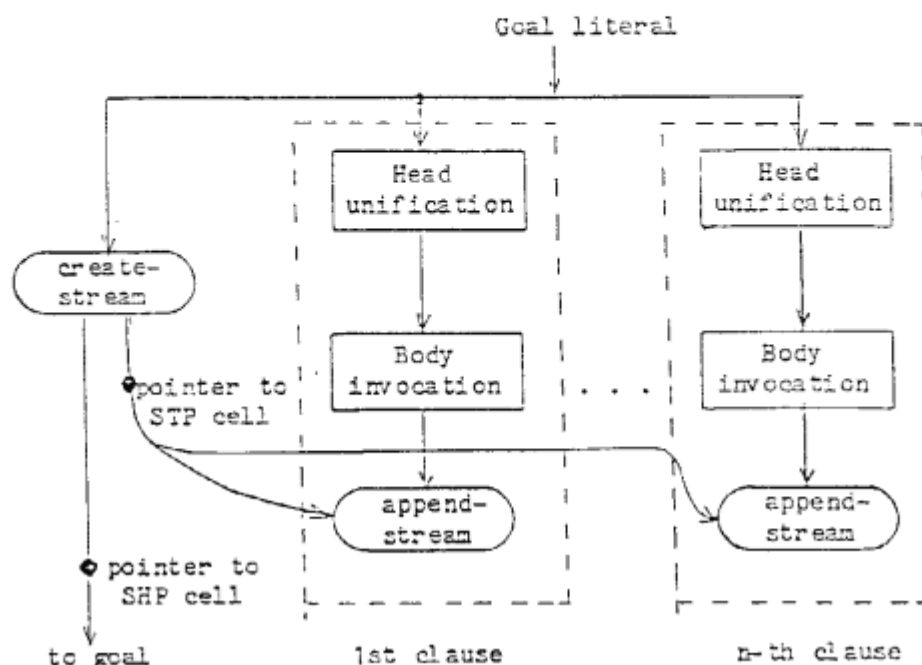 Goal literal
Head
unification
Head
unification
create-
stream
Body
invocation
. . .
Body
invocation
pointer to
STP cell
append-
stream
append-
stream
pointer to
SHP cell
to goal
1st clause
n-th clause